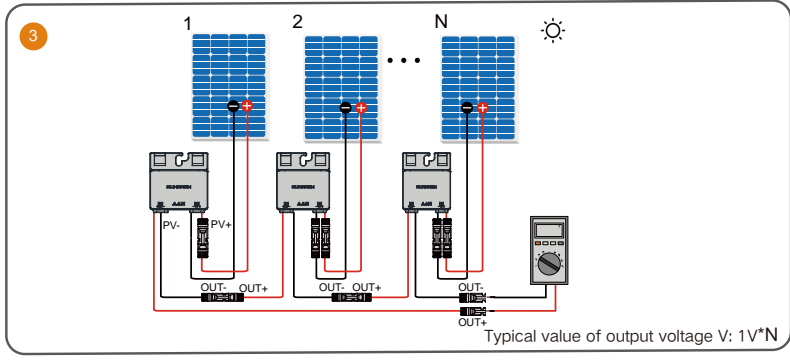 3
1
2
N
PV-
PV+
OUT-
OUT+
OUT-
OUT+
OUT-
OUT+
Typical value of output voltage V: 1V*N